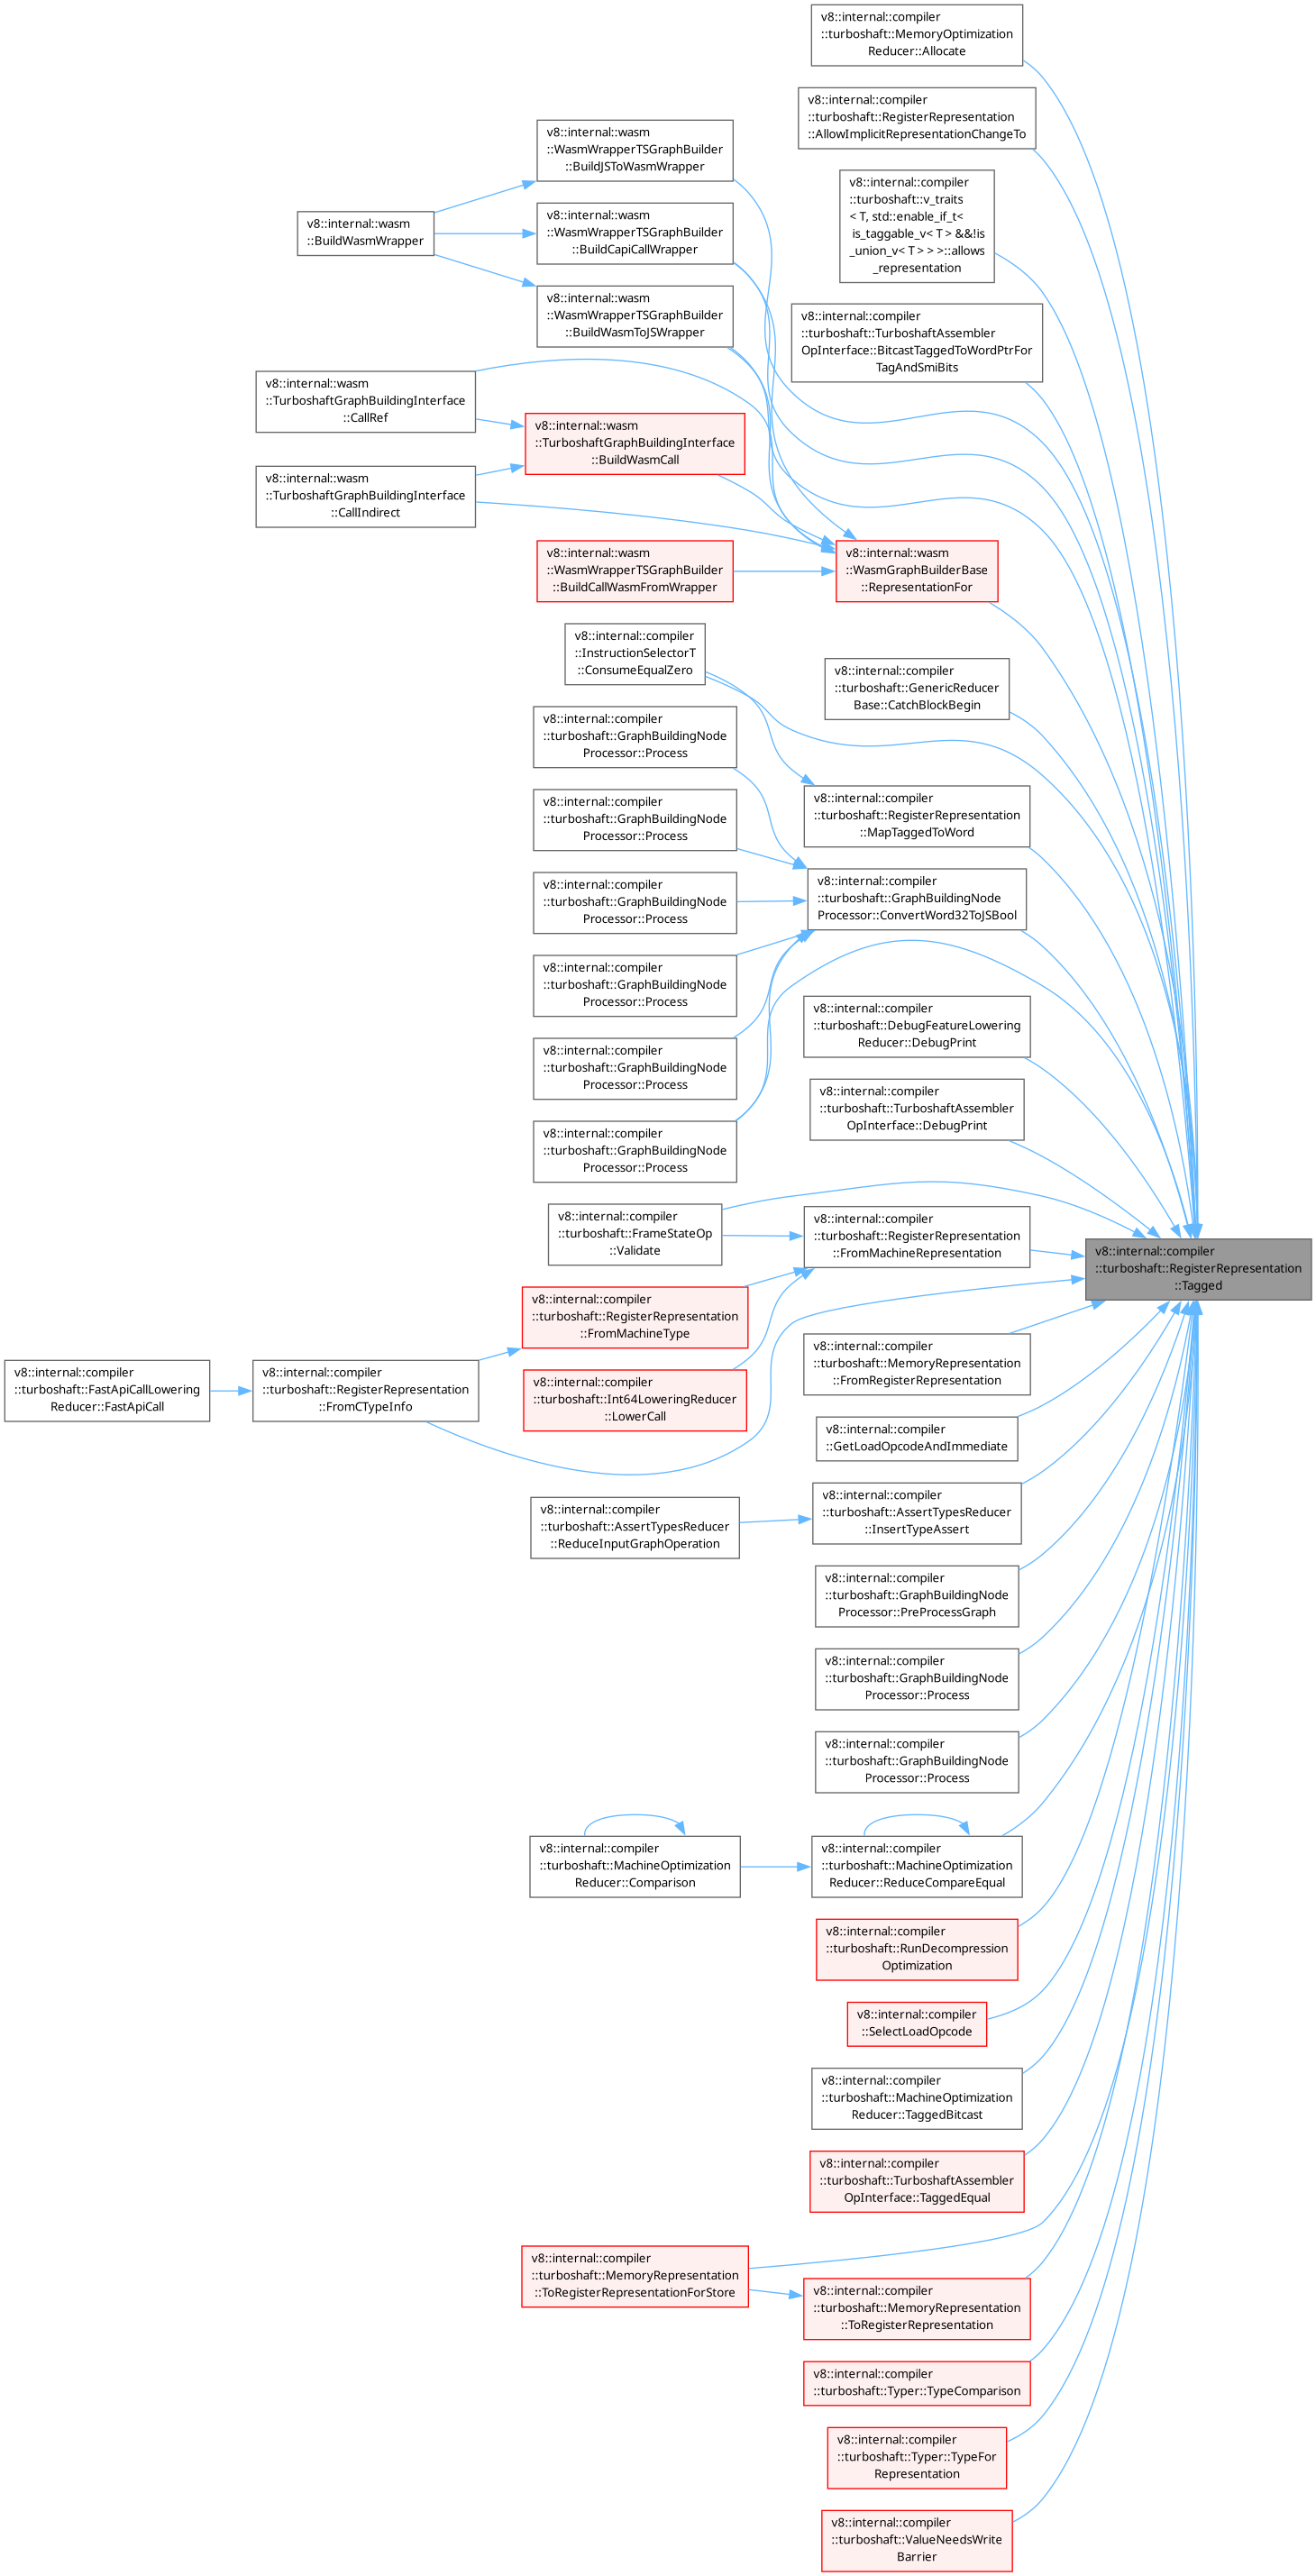 v8::internal::compiler
::turboshaft::MemoryOptimization
Reducer::Allocate
v8::internal::compiler
::turboshaft::RegisterRepresentation
::AllowImplicitRepresentationChangeTo
v8::internal::wasm
::WasmWrapperTSGraphBuilder
::BuildJSToWasmWrapper
v8::internal::compiler
::turboshaft::v_traits
< T, std::enable_if_t<
is_taggable_v< T > &&!is
_union_v< T > > >::allows
_representation
v8::internal::wasm
::BuildWasmWrapper
v8::internal::wasm
::WasmWrapperTSGraphBuilder
::BuildCapiCallWrapper
v8::internal::wasm
::WasmWrapperTSGraphBuilder
::BuildWasmToJSWrapper
v8::internal::compiler
::turboshaft::TurboshaftAssembler
OpInterface::BitcastTaggedToWordPtrFor
TagAndSmiBits
v8::internal::wasm
::TurboshaftGraphBuildingInterface
::CallRef
v8::internal::wasm
::TurboshaftGraphBuildingInterface
::BuildWasmCall
v8::internal::wasm
::TurboshaftGraphBuildingInterface
::CallIndirect
v8::internal::wasm
::WasmWrapperTSGraphBuilder
::BuildCallWasmFromWrapper
v8::internal::wasm
::WasmGraphBuilderBase
::RepresentationFor
v8::internal::compiler
::InstructionSelectorT
::ConsumeEqualZero
v8::internal::compiler
::turboshaft::GenericReducer
Base::CatchBlockBegin
v8::internal::compiler
::turboshaft::GraphBuildingNode
Processor::Process
v8::internal::compiler
::turboshaft::GraphBuildingNode
Processor::Process
v8::internal::compiler
::turboshaft::RegisterRepresentation
::MapTaggedToWord
v8::internal::compiler
::turboshaft::GraphBuildingNode
Processor::Process
v8::internal::compiler
::turboshaft::GraphBuildingNode
Processor::ConvertWord32ToJSBool
v8::internal::compiler
::turboshaft::GraphBuildingNode
Processor::Process
v8::internal::compiler
::turboshaft::DebugFeatureLowering
Reducer::DebugPrint
v8::internal::compiler
::turboshaft::GraphBuildingNode
Processor::Process
v8::internal::compiler
::turboshaft::TurboshaftAssembler
OpInterface::DebugPrint
v8::internal::compiler
::turboshaft::GraphBuildingNode
Processor::Process
v8::internal::compiler
::turboshaft::FrameStateOp
::Validate
v8::internal::compiler
::turboshaft::RegisterRepresentation
::FromMachineRepresentation
v8::internal::compiler
::turboshaft::RegisterRepresentation
::Tagged
v8::internal::compiler
::turboshaft::RegisterRepresentation
::FromMachineType
v8::internal::compiler
::turboshaft::MemoryRepresentation
::FromRegisterRepresentation
v8::internal::compiler
::turboshaft::FastApiCallLowering
Reducer::FastApiCall
v8::internal::compiler
::turboshaft::RegisterRepresentation
::FromCTypeInfo
v8::internal::compiler
::turboshaft::Int64LoweringReducer
::LowerCall
v8::internal::compiler
::GetLoadOpcodeAndImmediate
v8::internal::compiler
::turboshaft::AssertTypesReducer
::ReduceInputGraphOperation
v8::internal::compiler
::turboshaft::AssertTypesReducer
::InsertTypeAssert
v8::internal::compiler
::turboshaft::GraphBuildingNode
Processor::PreProcessGraph
v8::internal::compiler
::turboshaft::GraphBuildingNode
Processor::Process
v8::internal::compiler
::turboshaft::GraphBuildingNode
Processor::Process
v8::internal::compiler
::turboshaft::MachineOptimization
Reducer::Comparison
v8::internal::compiler
::turboshaft::MachineOptimization
Reducer::ReduceCompareEqual
v8::internal::compiler
::turboshaft::RunDecompression
Optimization
v8::internal::compiler
::SelectLoadOpcode
v8::internal::compiler
::turboshaft::MachineOptimization
Reducer::TaggedBitcast
v8::internal::compiler
::turboshaft::TurboshaftAssembler
OpInterface::TaggedEqual
v8::internal::compiler
::turboshaft::MemoryRepresentation
::ToRegisterRepresentationForStore
v8::internal::compiler
::turboshaft::MemoryRepresentation
::ToRegisterRepresentation
v8::internal::compiler
::turboshaft::Typer::TypeComparison
v8::internal::compiler
::turboshaft::Typer::TypeFor
Representation
v8::internal::compiler
::turboshaft::ValueNeedsWrite
Barrier